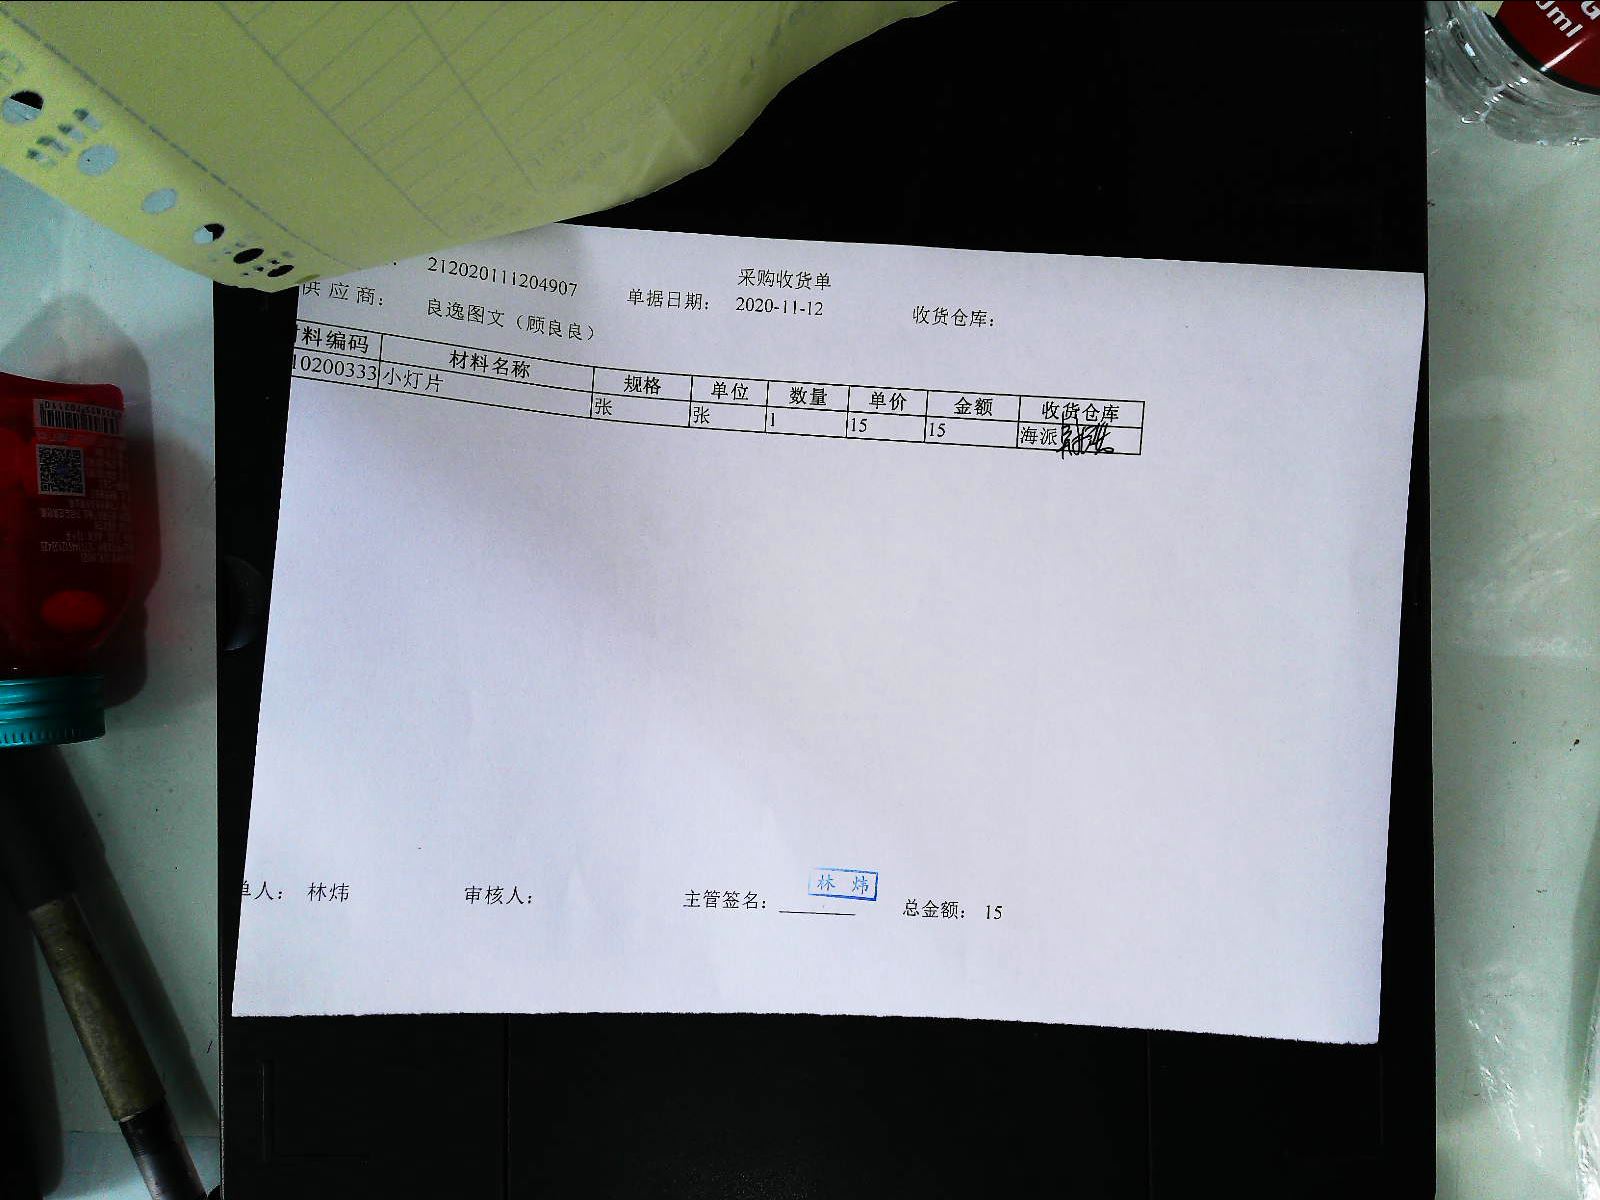 采购收货单
212020111204907 单据日期： 2020-11-12 收货仓库：
供应商： 良逸图文（顾良良）
材料编码 材料名称 规格 单位 数量 单价 金额 收货仓库
10200333 小灯片 张 张 1 15 15 海派
单人： 林炜 审核人： 主管签名： 林 炜 总金额： 15
0ml